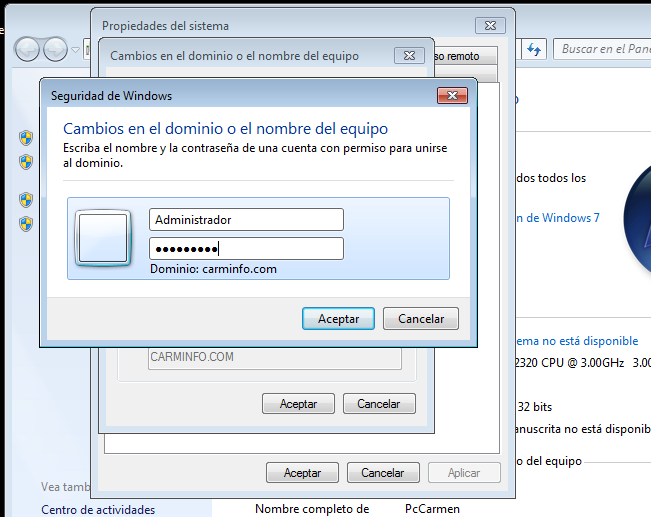 Propiedades del sistema
Cambios en el dominio o el nombre del equipo
so remoto
Buscar en el Pane
Seguridad de Windows
Cambios en el dominio o el nombre del equipo
Escriba el nombre y la contraseña de una cuenta con permiso para unirse
al dominio.
Administrador
●●●●●●●●●
Dominio: carminfo.com
Aceptar
Cancelar
dos todos los
n de Windows 7
ema no está disponible
2320 CPU @ 3.00GHz 3.00
32 bits
anuscrita no está disponib
o del equipo
CARMINFO.COM
Aceptar
Cancelar
Aceptar
Cancelar
Aplicar
Vea tamb
Centro de actividades
Nombre completo de
PcCarmen